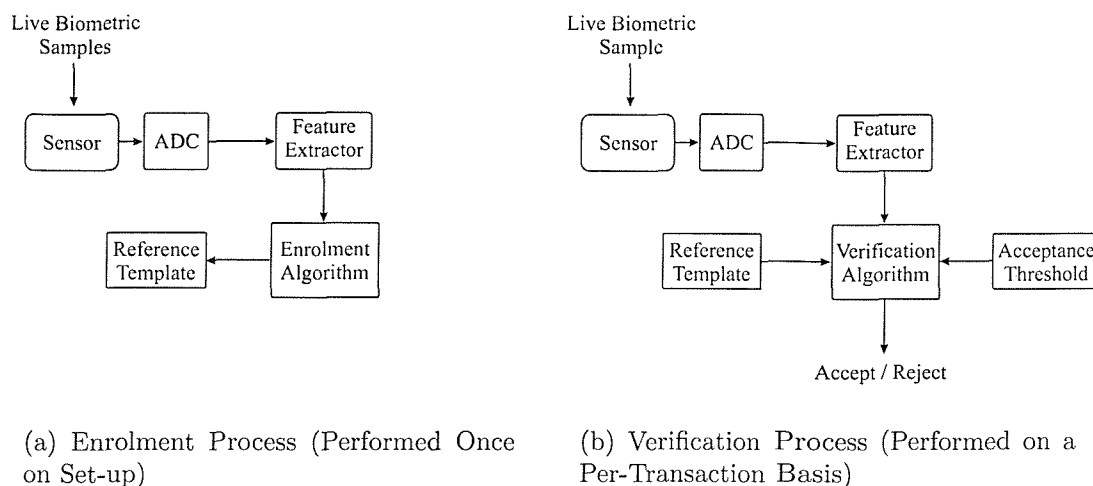 Live Biometric
Samples
Sensor
ADC
Feature
Extractor
Reference
Template
Enrolment
Algorithm
(a) Enrolment Process (Performed Once
on Set-up)
Live Biometric
Sample
Sensor
ADC
Feature
Extractor
Reference
Template
Verification
Algorithm
Acceptance
Threshold
Accept / Reject
(b) Verification Process (Performed on a
Per-Transaction Basis)